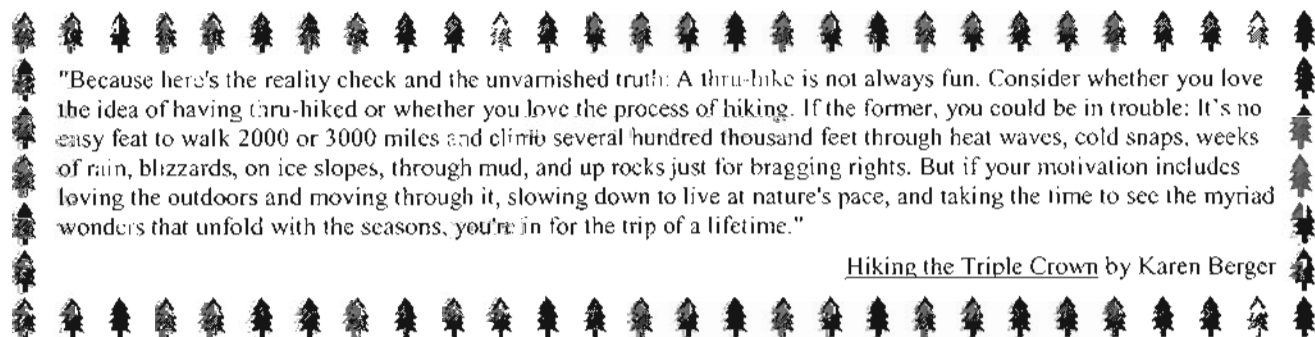 "Because here's the reality check and the unvarnished truth: A thru-hike is not always fun. Consider whether you love
the idea of having thru-hiked or whether you love the process of hiking. If the former, you could be in trouble: It's no
easy feat to walk 2000 or 3000 miles and climb several hundred thousand feet through heat waves, cold snaps, weeks
of rain, blizzards, on ice slopes, through mud, and up rocks just for bragging rights. But if your motivation includes
loving the outdoors and moving through it, slowing down to live at nature's pace, and taking the time to see the myriad
wonders that unfold with the seasons, you're in for the trip of a lifetime."
Hiking the Triple Crown by Karen Berger